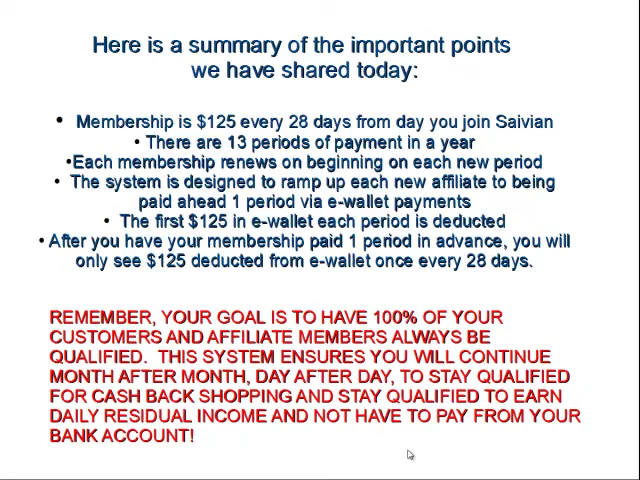 Here is a summary of the important points
we have shared today:
• Membership is $125 every 28 days from day you join Saivian
• There are 13 periods of payment in a year
•Each membership renews on beginning on each new period
• The system is designed to ramp up each new affiliate to being
paid ahead 1 period via e-wallet payments
• The first $125 in e-wallet each period is deducted
• After you have your membership paid 1 period in advance, you will
only see $125 deducted from e-wallet once every 28 days.
REMEMBER, YOUR GOAL IS TO HAVE 100% OF YOUR
CUSTOMERS AND AFFILIATE MEMBERS ALWAYS BE
QUALIFIED. THIS SYSTEM ENSURES YOU WILL CONTINUE
MONTH AFTER MONTH, DAY AFTER DAY, TO STAY QUALIFIED
FOR CASH BACK SHOPPING AND STAY QUALIFIED TO EARN
DAILY RESIDUAL INCOME AND NOT HAVE TO PAY FROM YOUR
BANK ACCOUNT!